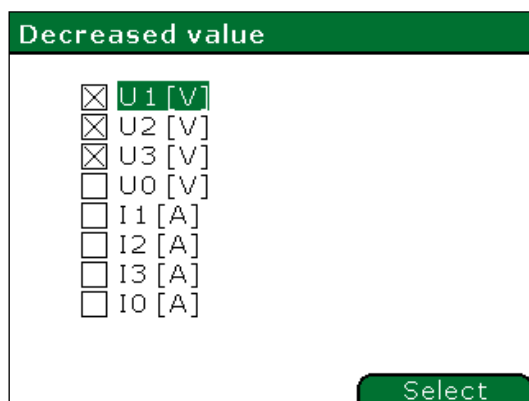 Decreased value
U1 [V]
U2 [V]
U3 [V]
U0 [V]
I1 [A]
I2 [A]
I3 [A]
I0 [A]
Select